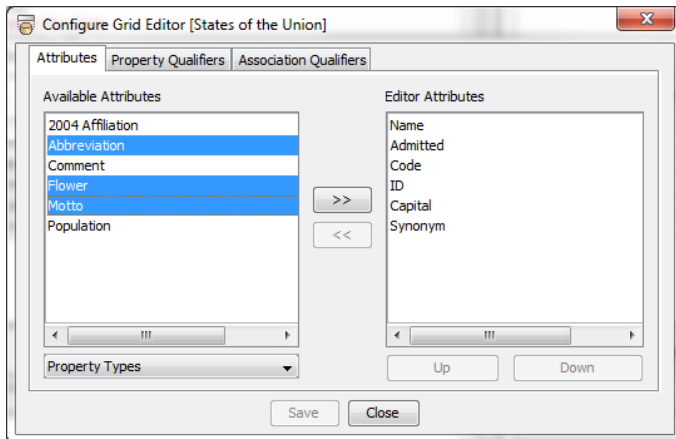 Configure Grid Editor [States of the Union]
Attributes Property Qualifiers Association Qualifiers
Available Attributes
2004 Affiliation
Abbreviation
Comment
Flower
Motto
Population
Property Types
>>
<<
Editor Attributes
Name
Admitted
Code
ID
Capital
Synonym
Up Down
Save Close